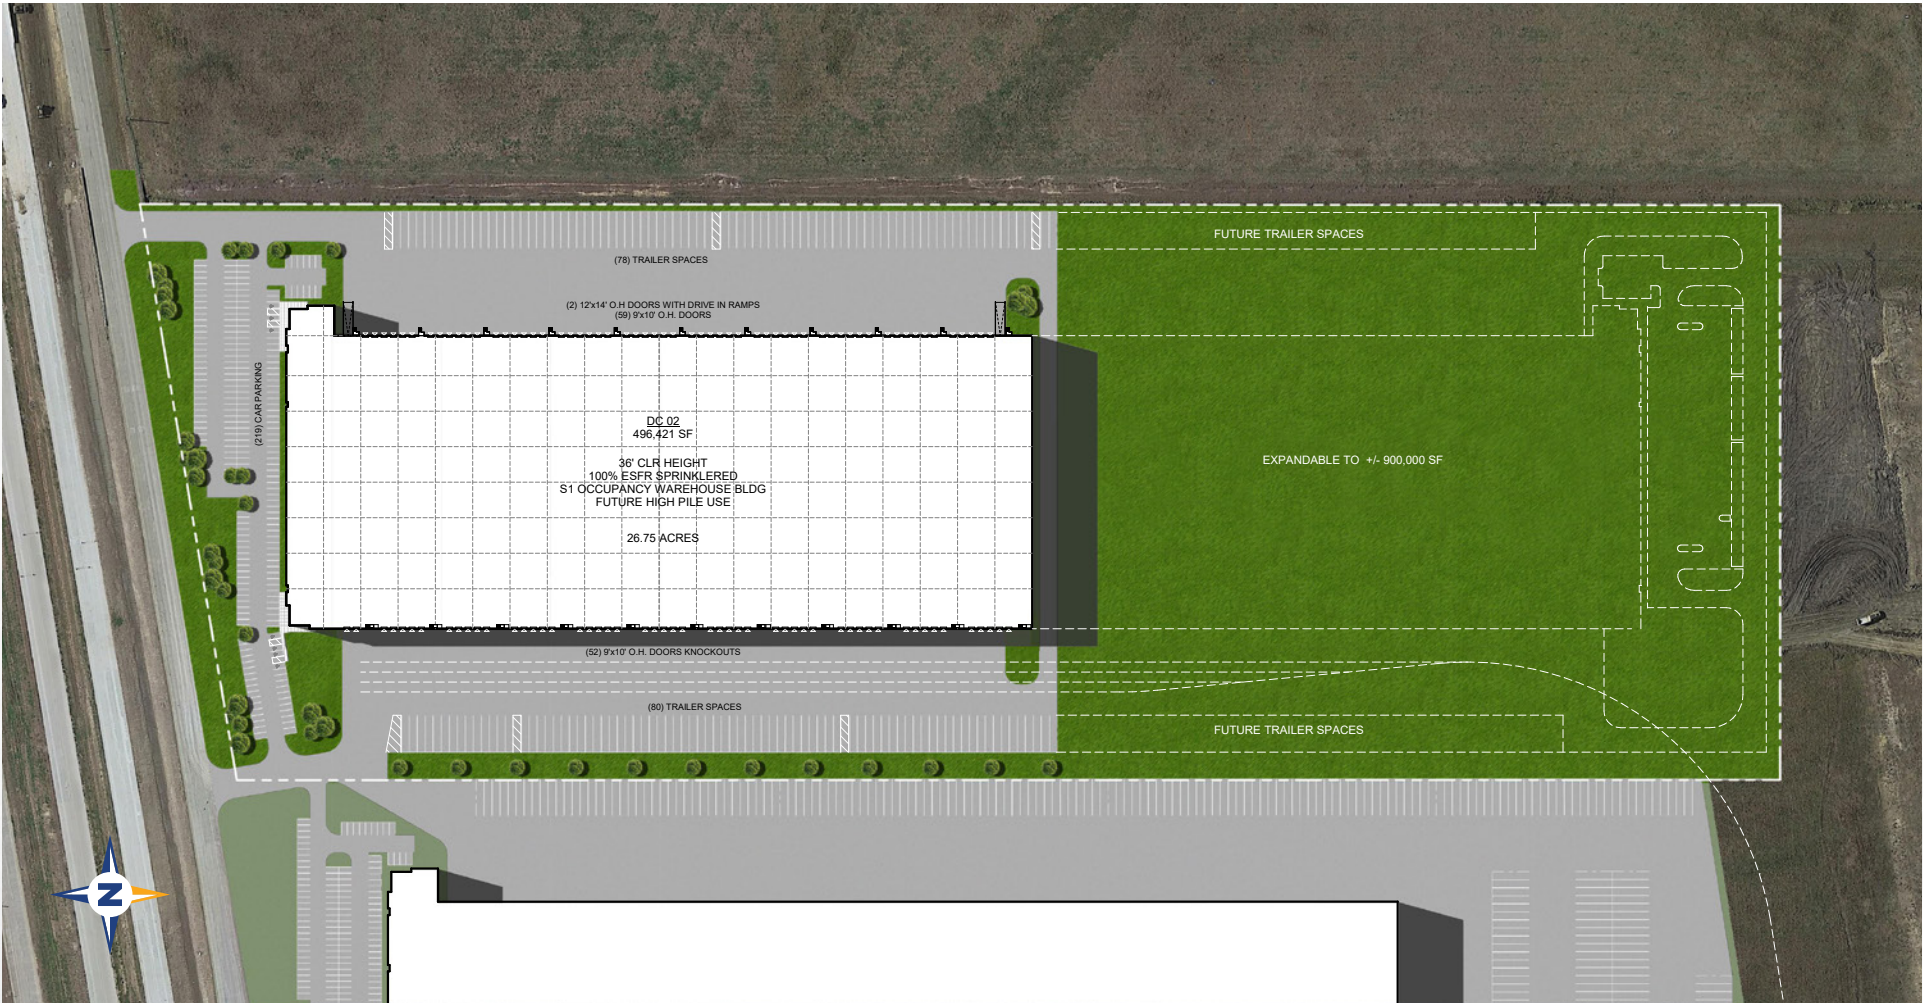 FUTURE TRAILER SPACES
(78) TRAILER SPACES
(2) 12'x14' O.H DOORS WITH DRIVE IN RAMPS
(59) 9'x10' O.H. DOORS
(219) CAR PARKING
DC 02
496,421 SF
36' CLR HEIGHT
100% ESFR SPRINKLERED
S1 OCCUPANCY WAREHOUSE BLDG
FUTURE HIGH PILE USE
26.75 ACRES
EXPANDABLE TO +/- 900,000 SF
(52) 9'x10' O.H. DOORS KNOCKOUTS
(80) TRAILER SPACES
FUTURE TRAILER SPACES
N